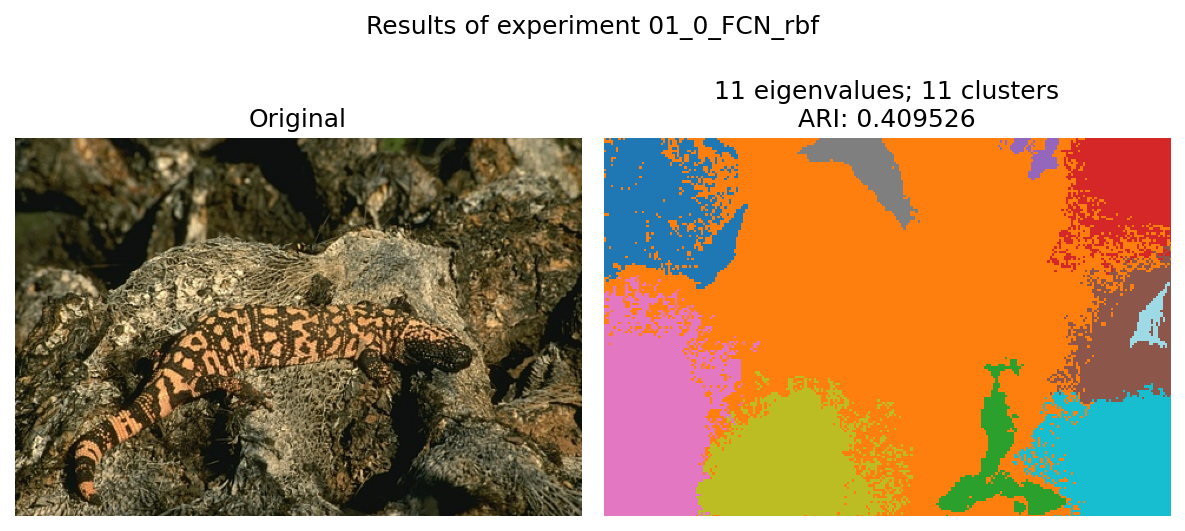 Results of experiment 01_0_FCN_rbf
Original
11 eigenvalues; 11 clusters
ARI: 0.409526